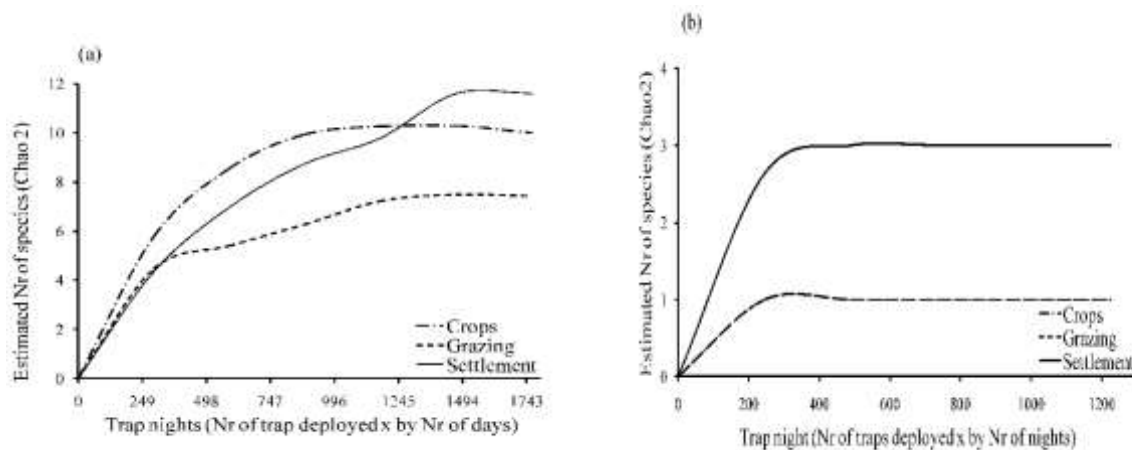 (a)
Estimated Nr of species (Chao 2)
12
10
8
6
4
2
0
0 249 498 747 996 1245 1494 1743
Crops
Grazing
Settlement
Trap nights (Nr of trap deployed x by Nr of days)
(b)
Estimated Nr of species (Chao2)
4
3
2
1
0
0 200 400 600 800 1000 1200
Crops
Grazing
Settlement
Trap night (Nr of traps deployed x by Nr of nights)